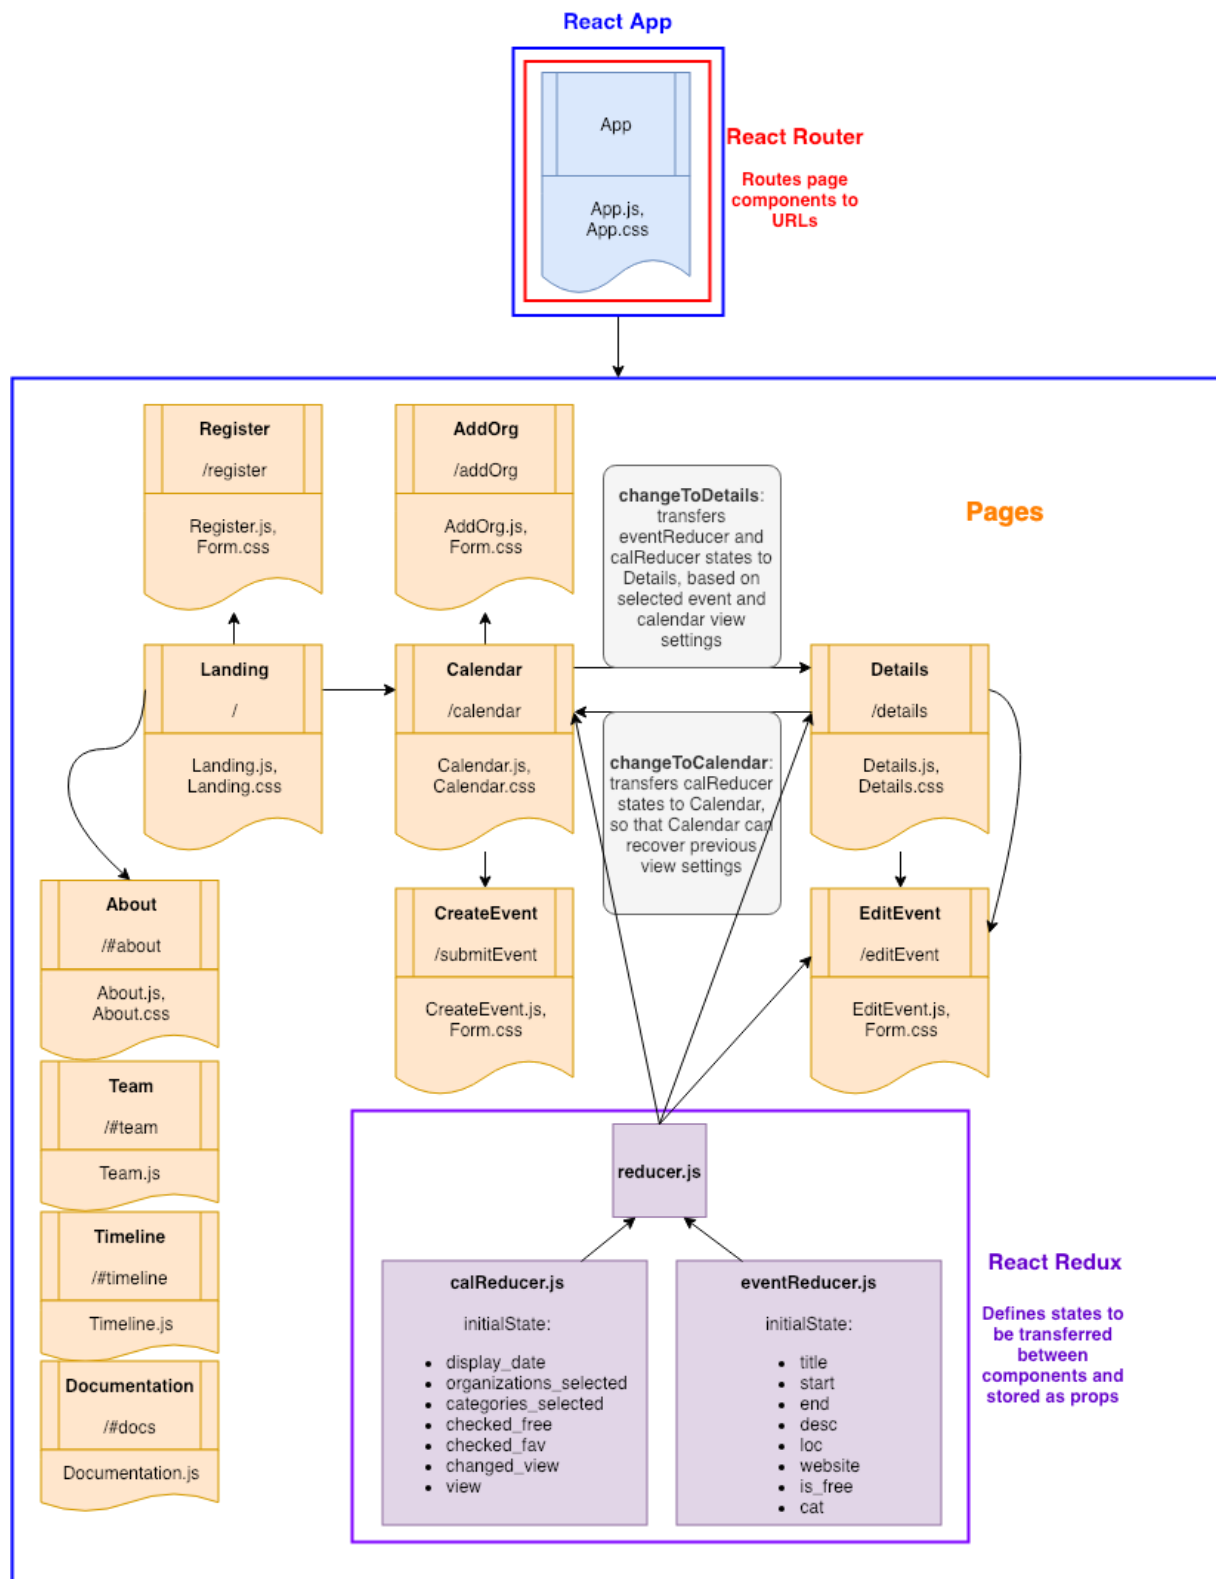 React App
App
App.js,
App.css
React Router
Routes page
components to
URLs
Pages
Register
/register
Register.js,
Form.css
AddOrg
/addOrg
AddOrg.js,
Form.css
changeToDetails:
transfers
eventReducer and
calReducer states to
Details, based on
selected event and
calendar view
settings
Landing
/
Landing.js,
Landing.css
Calendar
/calendar
Calendar.js,
Calendar.css
changeToCalendar:
transfers calReducer
states to Calendar,
so that Calendar can
recover previous
view settings
Details
/details
Details.js,
Details.css
About
/#about
About.js,
About.css
CreateEvent
/submitEvent
CreateEvent.js,
Form.css
EditEvent
/editEvent
EditEvent.js,
Form.css
Team
/#team
Team.js
Timeline
/#timeline
Timeline.js
Documentation
/#docs
Documentation.js
reducer.js
calReducer.js
initialState:
• display_date
• organizations_selected
• categories_selected
• checked_free
• checked_fav
• changed_view
• view
eventReducer.js
initialState:
• title
• start
• end
• desc
• loc
• website
• is_free
• cat
React Redux
Defines states to
be transferred
between
components and
stored as props